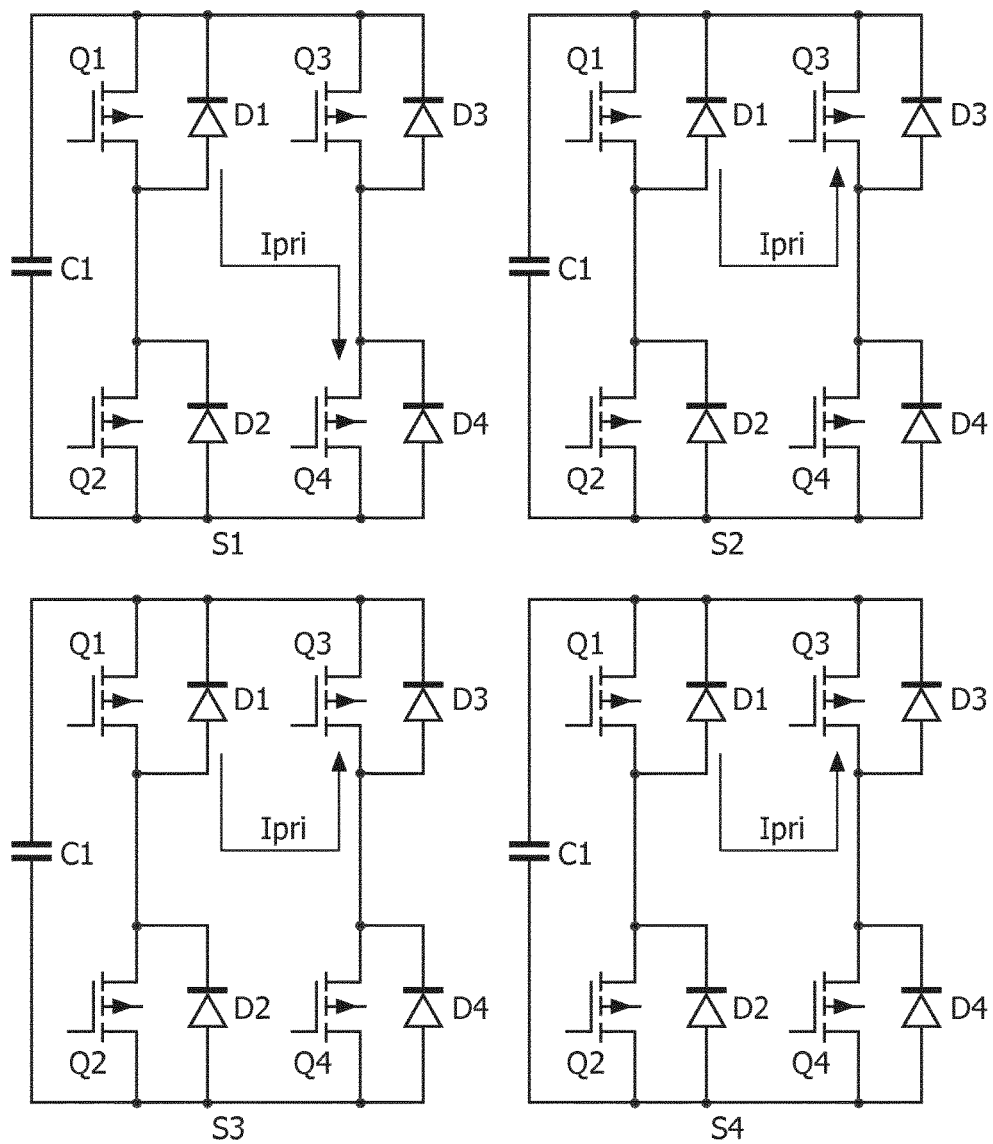 Q1 Q3 Q1 Q3
D1 D3 D1 D3
Ipri Ipri
C1 C1
D2 D4 D2 D4
Q2 Q4 Q2 Q4
S1 S2
Q1 Q3 Q1 Q3
D1 D3 D1 D3
Ipri Ipri
C1 C1
D2 D4 D2 D4
Q2 Q4 Q2 Q4
S3 S4